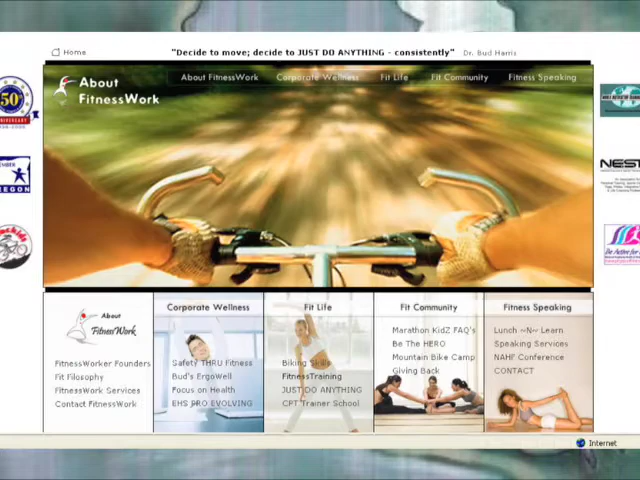 Home
"Decide to move; decide to JUST DO ANYTHING - consistently" Dr. Bud Harris
About FitnessWork
Corporate Wellness
Fit Life
Fit Community
Fitness Speaking
About
FitnessWork
50
OREGON
NEST
About
FitnessWork
FitnessWorker Founders
Fit Filosophy
FitnessWork Services
Contact FitnessWork
Corporate Wellness
Safety THRU Fitness
Bud's ErgoWell
Focus on Health
EHS PRO EVOLVING
Fit Life
Biking Skills
FitnessTraining
JUST DO ANYTHING
CPT Trainer School
Fit Community
Marathon KidZ FAQ's
Be The HERO
Mountain Bike Camp
Giving Back
Fitness Speaking
Lunch ~N~ Learn
Speaking Services
NAHF Conference
CONTACT
Internet